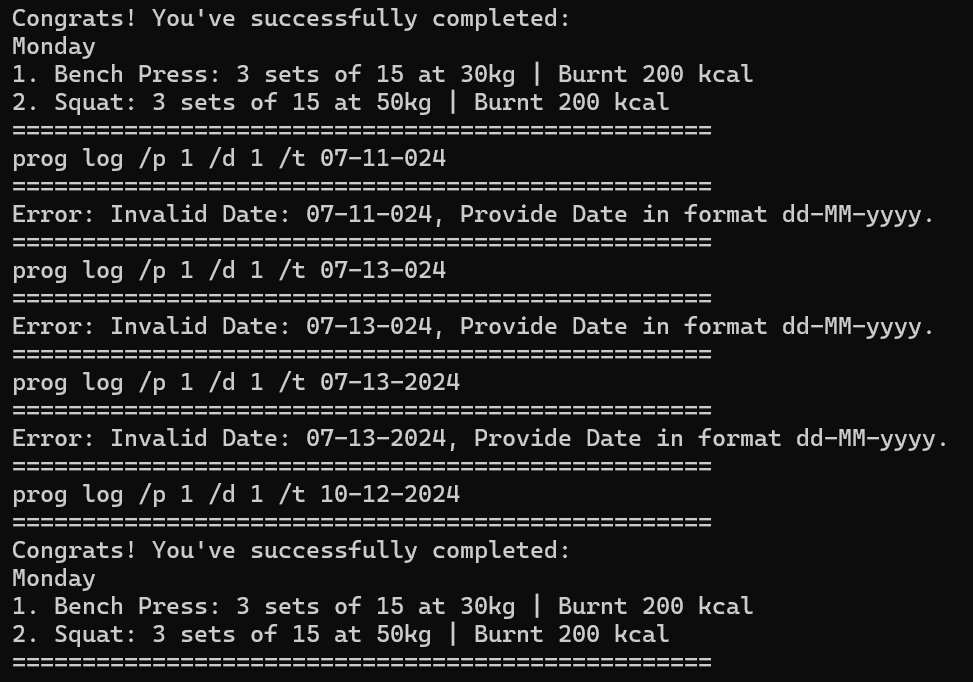 Congrats! You've successfully completed:
Monday
1. Bench Press: 3 sets of 15 at 30kg | Burnt 200 kcal
2. Squat: 3 sets of 15 at 50kg | Burnt 200 kcal
==================================================
prog log /p 1 /d 1 /t 07-11-024
==================================================
Error: Invalid Date: 07-11-024, Provide Date in format dd-MM-yyyy.
==================================================
prog log /p 1 /d 1 /t 07-13-024
==================================================
Error: Invalid Date: 07-13-024, Provide Date in format dd-MM-yyyy.
==================================================
prog log /p 1 /d 1 /t 07-13-2024
==================================================
Error: Invalid Date: 07-13-2024, Provide Date in format dd-MM-yyyy.
==================================================
prog log /p 1 /d 1 /t 10-12-2024
==================================================
Congrats! You've successfully completed:
Monday
1. Bench Press: 3 sets of 15 at 30kg | Burnt 200 kcal
2. Squat: 3 sets of 15 at 50kg | Burnt 200 kcal
==================================================